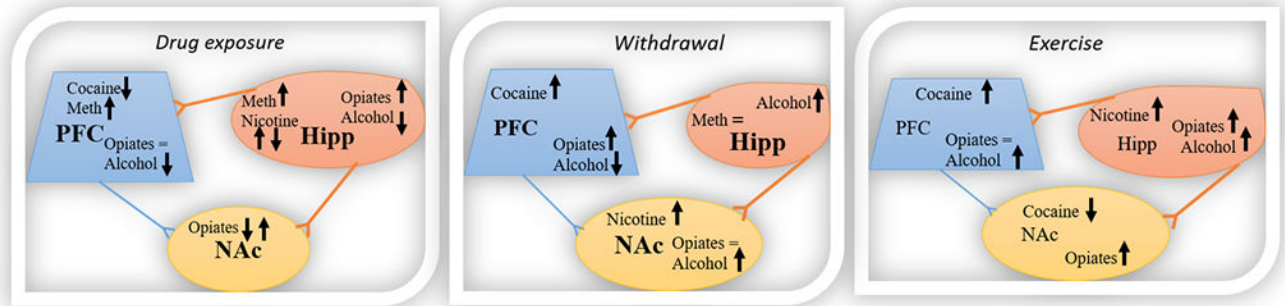 Drug exposure
Cocaine ↓
Meth ↑
PFC
Opiates =
Alcohol ↓
Meth ↑
Nicotine
↑ ↓
Opiates ↑
Alcohol ↓
Hipp
Opiates ↓ ↑
NAc
Withdrawal
Cocaine ↑
PFC
Opiates ↑
Alcohol ↓
Alcohol ↑
Meth =
Hipp
Nicotine ↑
NAc
Opiates =
Alcohol ↑
Exercise
Cocaine ↑
PFC
Opiates =
Alcohol ↑
Nicotine ↑
Hipp
Opiates ↑
Alcohol ↑
Cocaine ↓
NAc
Opiates ↑